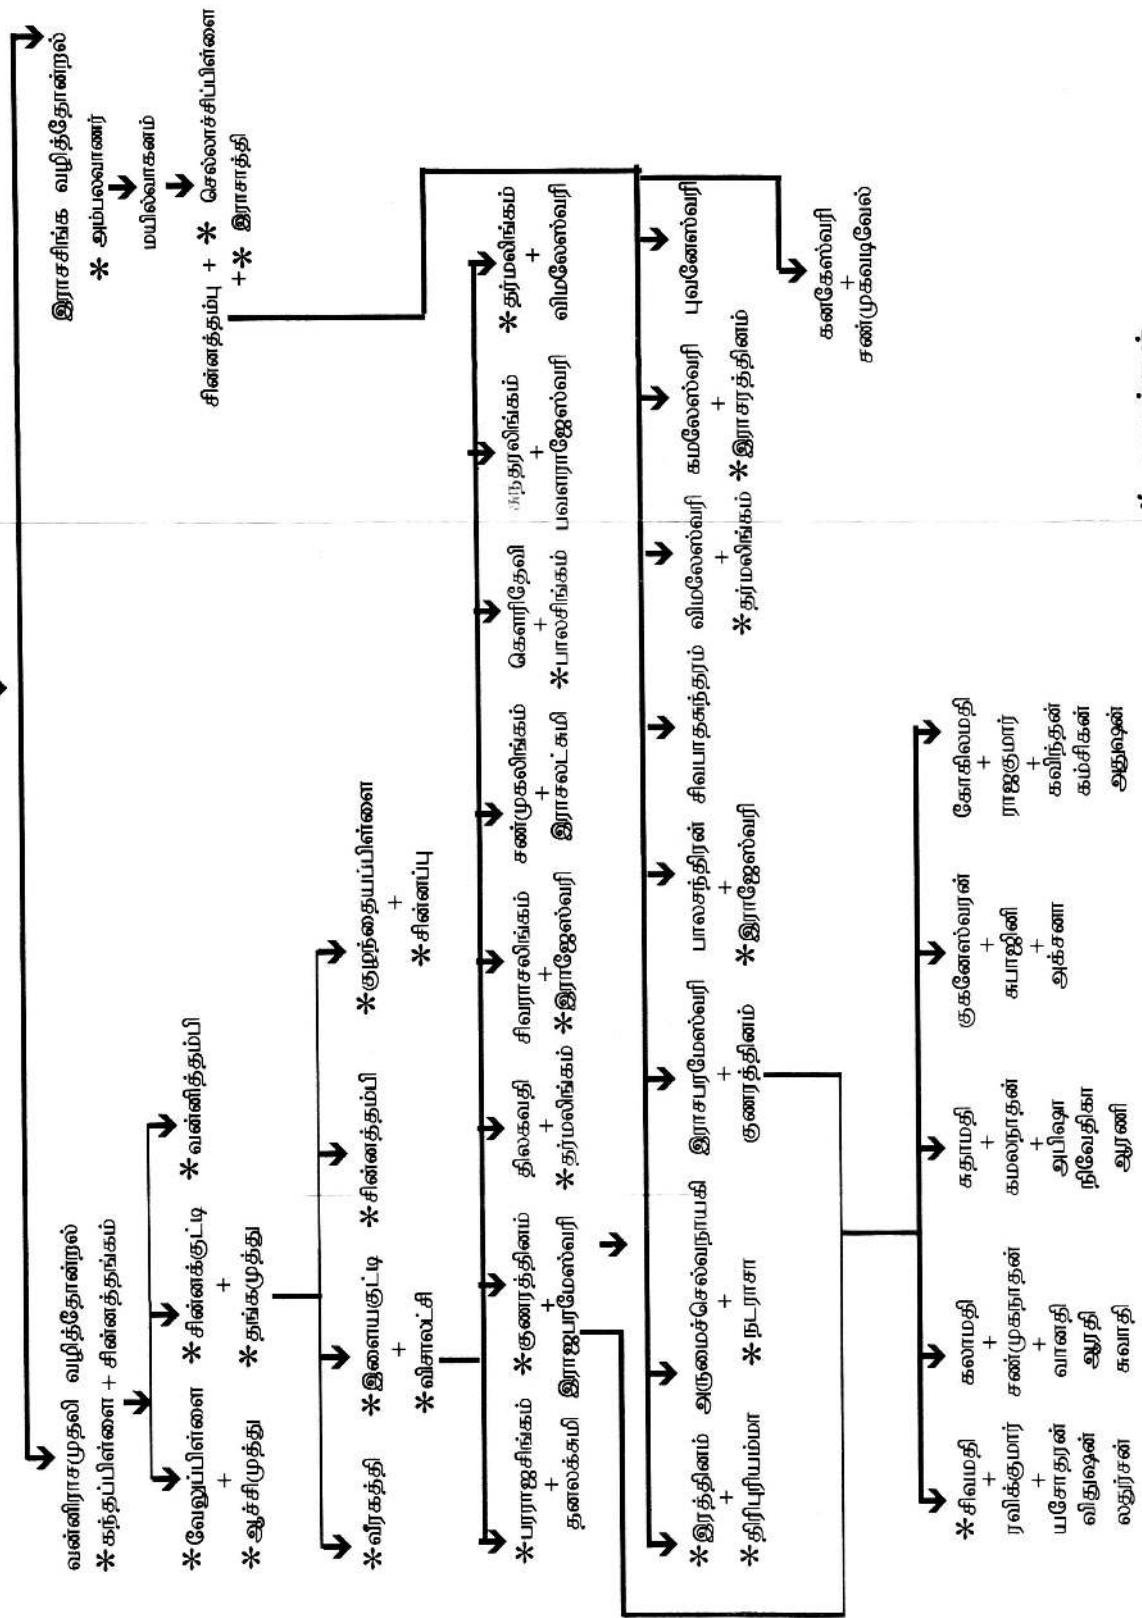 வன்னிராசமுதலி வழித்தோன்றல்
*கந்தப்பிள்ளை + சின்னத்தங்கம்
இராசசிங்க வழித்தோன்றல்
* அம்பலவாணர்
மயில்வாகனம்
சின்னத்தம்பு + * செல்லாச்சிப்பிள்ளை
+* இராசாத்தி
*வேலுப்பிள்ளை *சின்னக்குட்டி *வன்னித்தம்பி
+ +
*ஆச்சிமுத்து *தங்கமுத்து
*வீரகத்தி *இளையகுட்டி *சின்னத்தம்பி *குழந்தையப்பிள்ளை
+ +
*விசாலட்சி *சின்னப்பு
*பரராஜசிங்கம் *குணரத்தினம் திலகவதி சிவராசலிங்கம் சண்முகலிங்கம் கௌரிதேவி சுந்தரலிங்கம் *தர்மலிங்கம்
+ + + + + + + +
தனலக்சுமி இராஜபரமேஸ்வரி *தர்மலிங்கம் *இராஜேஸ்வரி இராசலட்சுமி *பாலசிங்கம் பவளராஜேஸ்வரி விமலேஸ்வரி
*இரத்தினம் அருமைச்செல்வநாயகி இராசபரமேஸ்வரி பாலசந்திரன் சிவபாதசுந்தரம் விமலேஸ்வரி கமலேஸ்வரி புவனேஸ்வரி
+ + + + + +
*திரிபுரியம்மா *நடராசா குணரத்தினம் *இராஜேஸ்வரி *தர்மலிங்கம் *இராசரத்தினம்
கனகேஸ்வரி
+
சண்முகவடிவேல்
*சிவமதி கலாமதி சுதாமதி குகனேஸ்வரன் கோகிலமதி
+ + + + +
ரவிக்குமார் சண்முகநாதன் கமலநாதன் சுபாஜினி ராஜகுமார்
+ + + + +
யசோதரன் வானதி அபிஷா அக்சனா கவிந்தன்
விதுஷன் ஆரதி நிவேதிகா கம்சிகன்
லதுர்சன் சுவாதி ஆரணி அதுஷன்